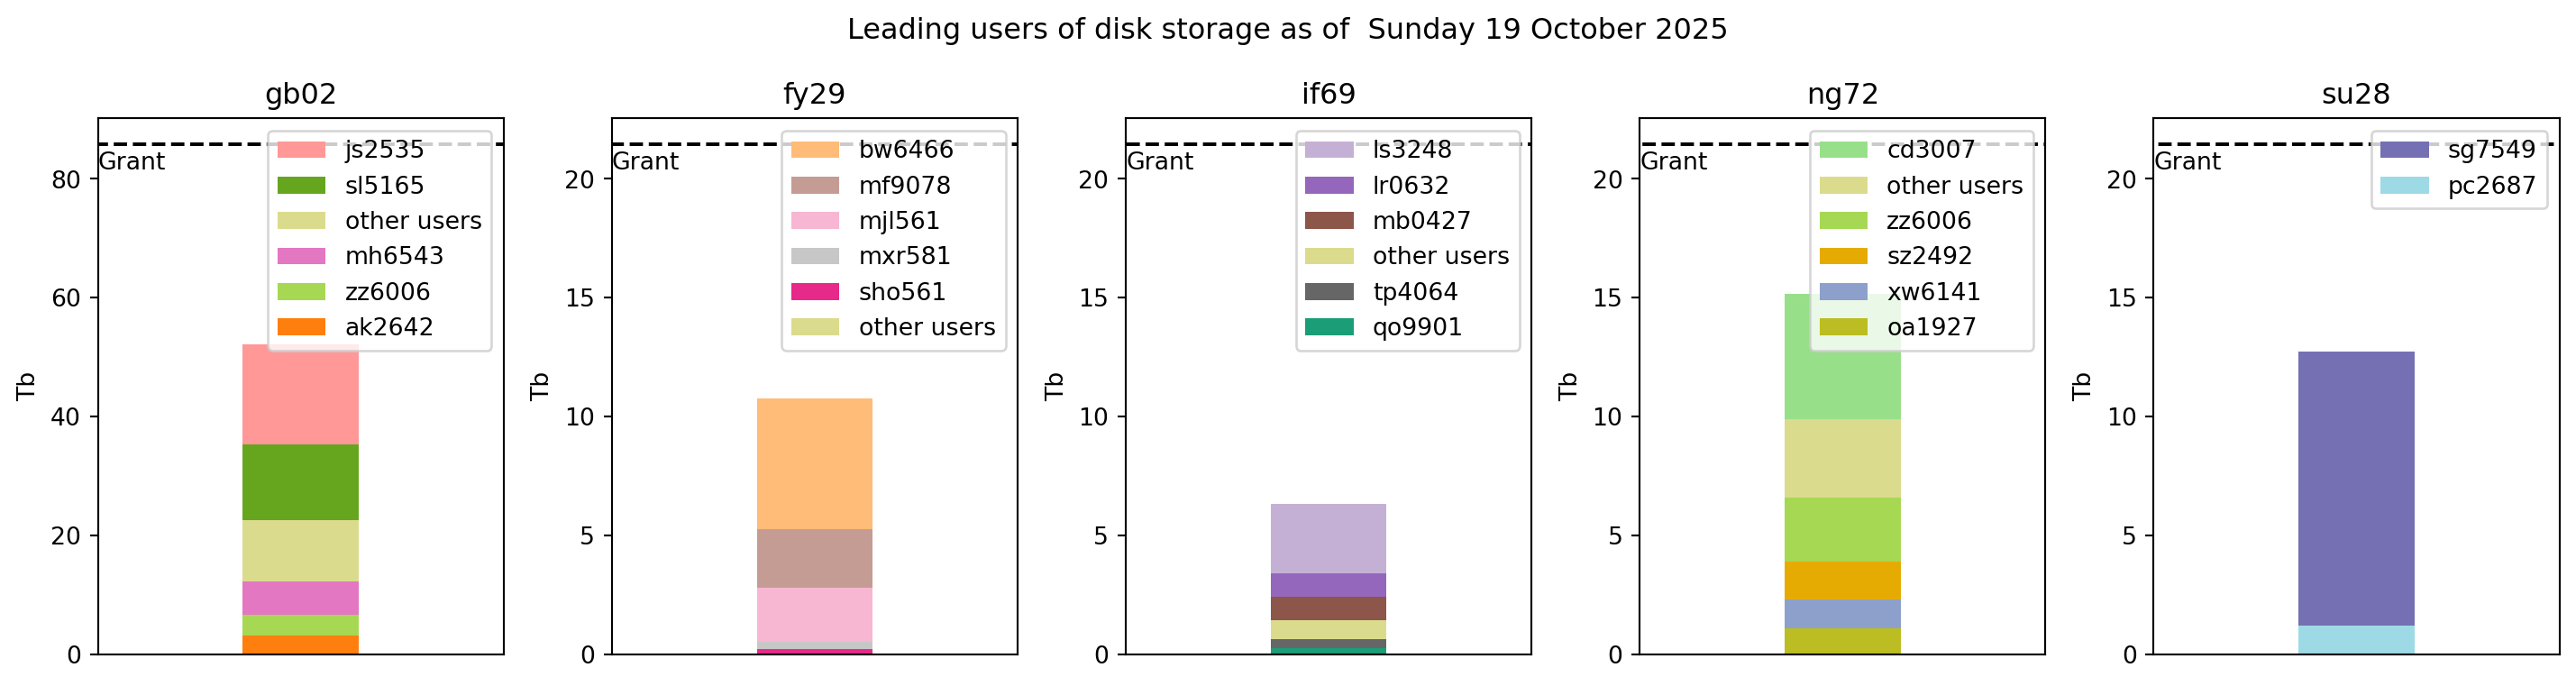 Leading users of disk storage as of  Sunday 19 October 2025
gb02
Grant
js2535
sl5165
other users
mh6543
zz6006
ak2642
80
60
40
20
0
Tb
fy29
Grant
bw6466
mf9078
mjl561
mxr581
sho561
other users
20
15
10
5
0
Tb
if69
Grant
ls3248
lr0632
mb0427
other users
tp4064
qo9901
20
15
10
5
0
Tb
ng72
Grant
cd3007
other users
zz6006
sz2492
xw6141
oa1927
20
15
10
5
0
Tb
su28
Grant
sg7549
pc2687
20
15
10
5
0
Tb